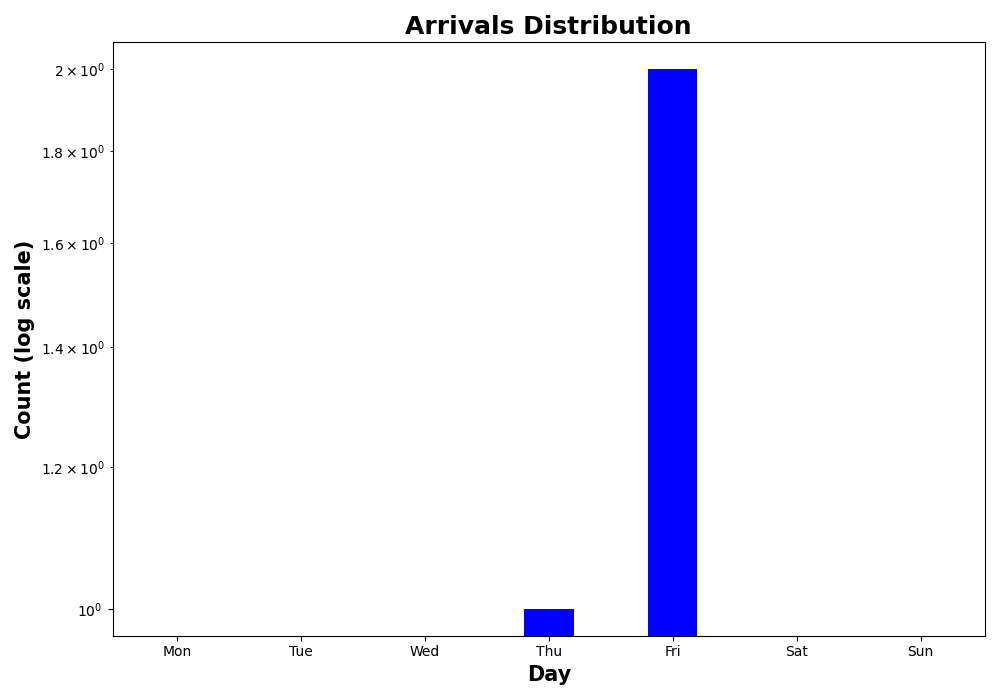 Arrivals Distribution
Count (log scale)
2 × 10⁰
1.8 × 10⁰
1.6 × 10⁰
1.4 × 10⁰
1.2 × 10⁰
10⁰
Mon Tue Wed Thu Fri Sat Sun
Day